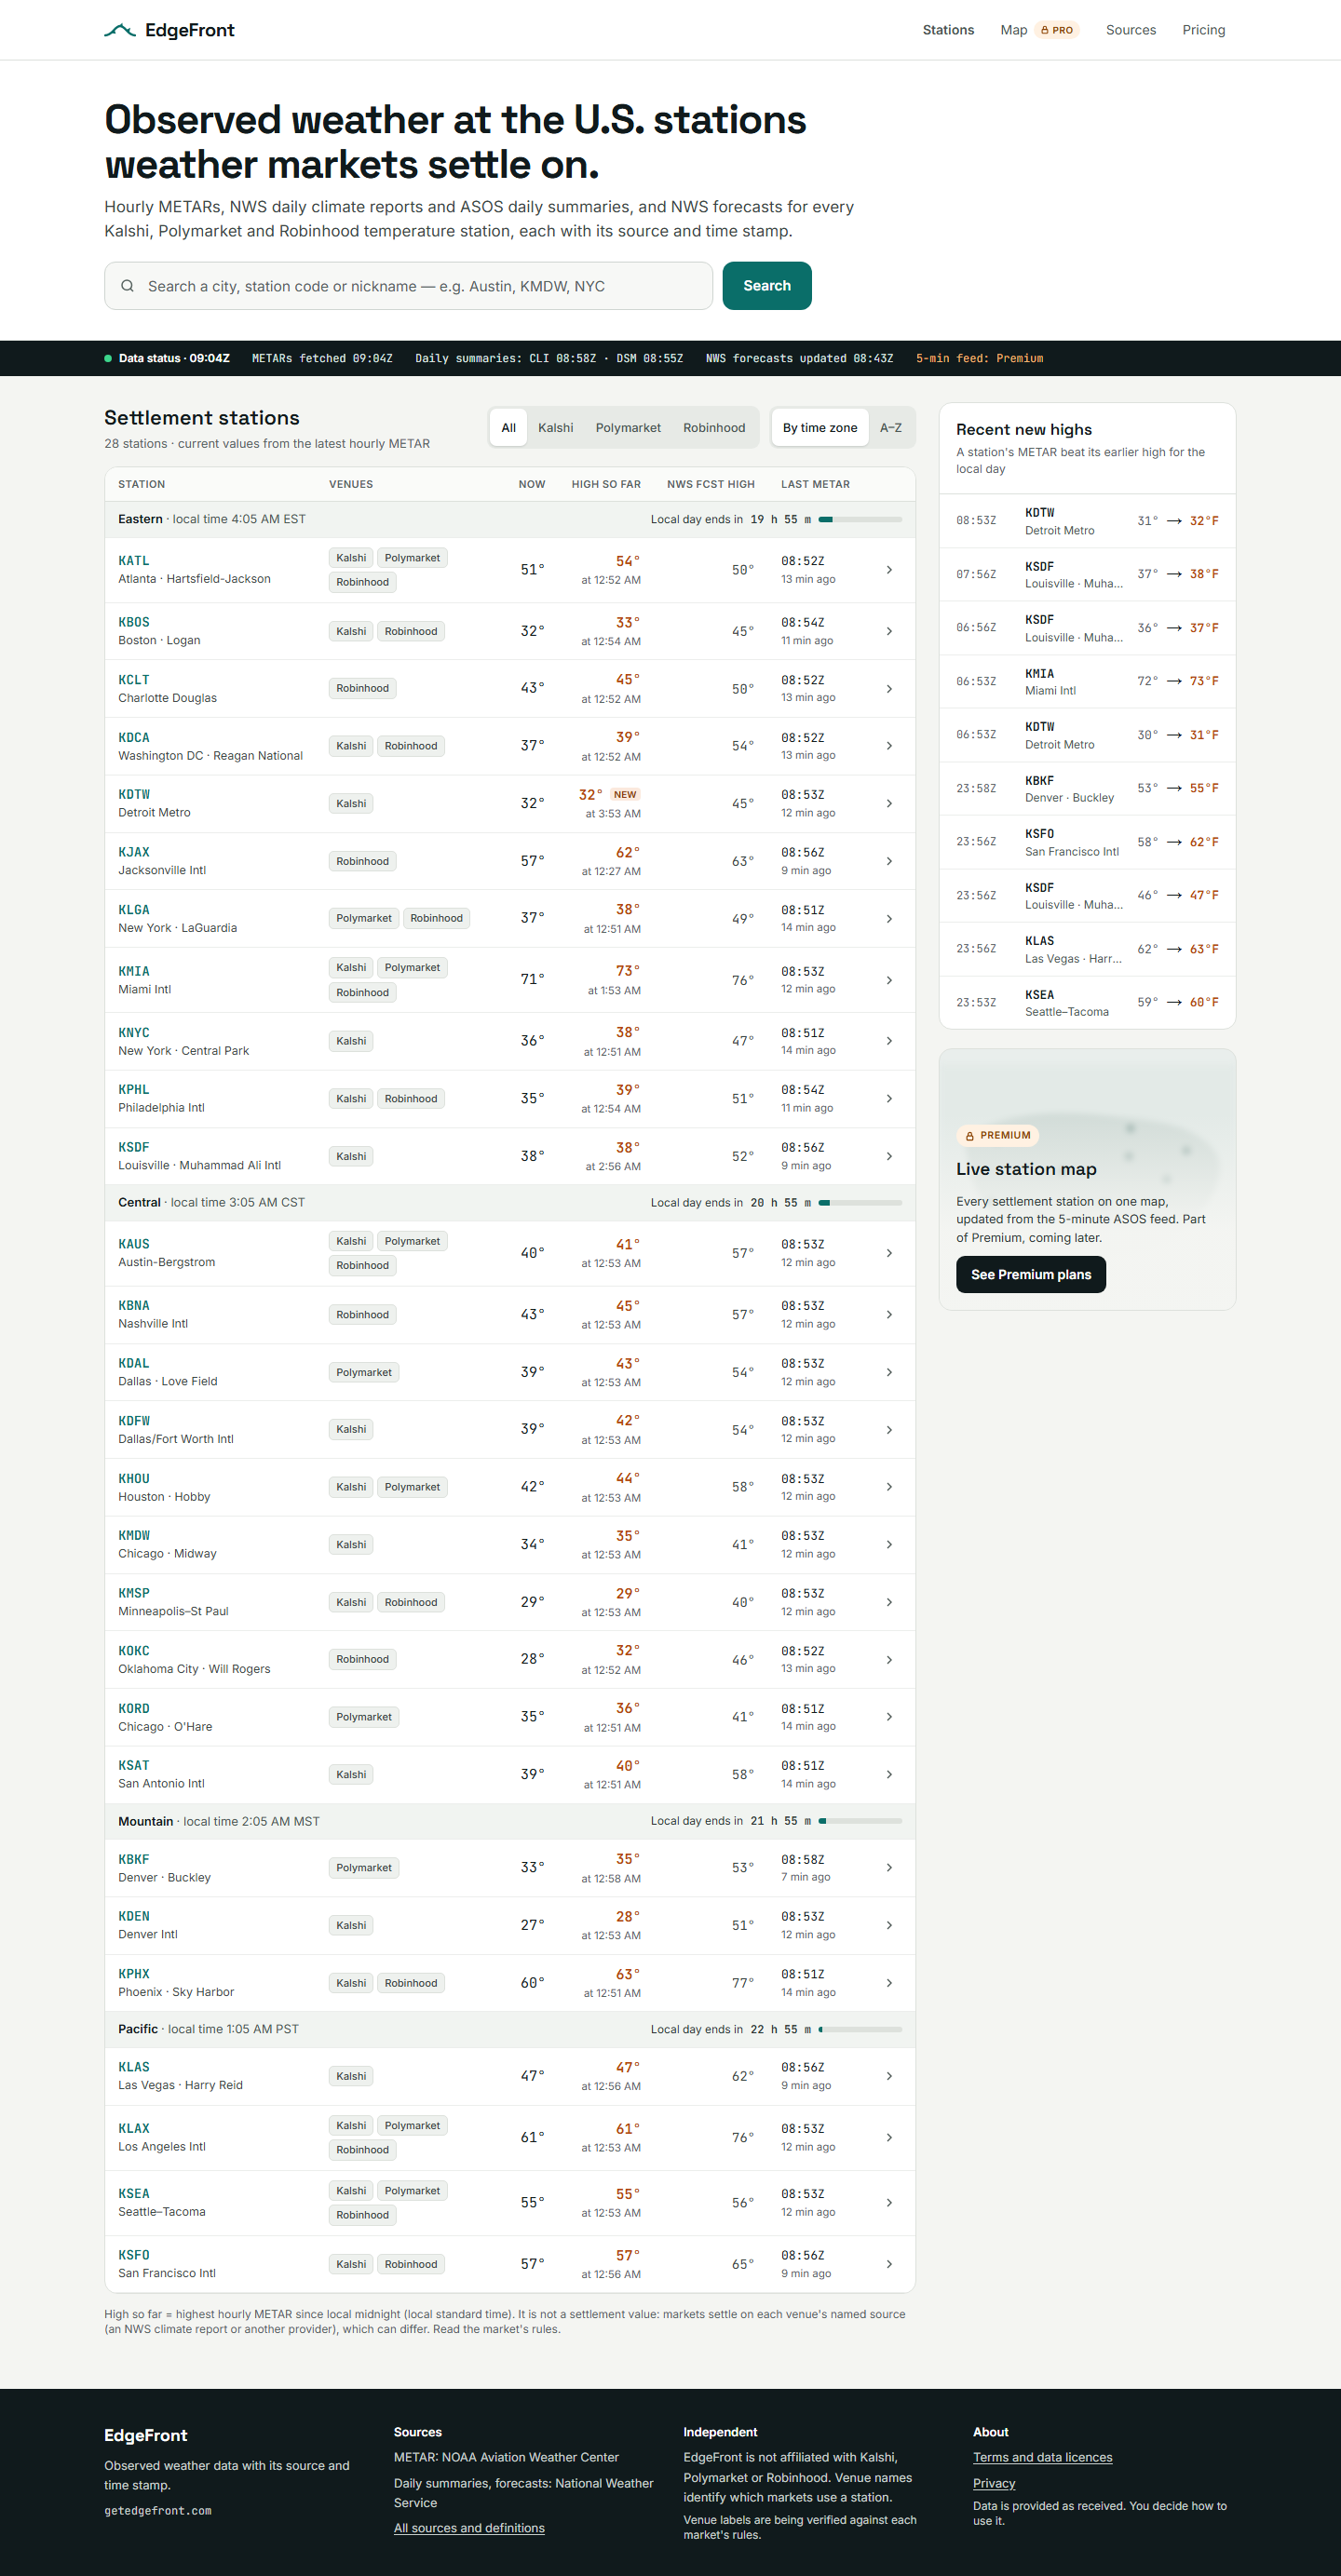 EdgeFront
Stations
Map
PRO
Sources
Pricing
Observed weather at the U.S. stations
weather markets settle on.
Hourly METARs, NWS daily climate reports and ASOS daily summaries, and NWS forecasts for every
Kalshi, Polymarket and Robinhood temperature station, each with its source and time stamp.
Search a city, station code or nickname — e.g. Austin, KMDW, NYC
Search
Data status · 09:04Z
METARs fetched 09:04Z
Daily summaries: CLI 08:58Z · DSM 08:55Z
NWS forecasts updated 08:43Z
5-min feed: Premium
Settlement stations
28 stations · current values from the latest hourly METAR
All Kalshi Polymarket Robinhood
By time zone A–Z
STATION VENUES NOW HIGH SO FAR NWS FCST HIGH LAST METAR
Eastern · local time 4:05 AM EST Local day ends in 19 h 55 m
KATL
Atlanta · Hartsfield-Jackson
Kalshi Polymarket
Robinhood
51° 54° 50° 08:52Z
at 12:52 AM 13 min ago
KBOS
Boston · Logan
Kalshi Robinhood
32° 33° 45° 08:54Z
at 12:54 AM 11 min ago
KCLT
Charlotte Douglas
Robinhood
43° 45° 50° 08:52Z
at 12:52 AM 13 min ago
KDCA
Washington DC · Reagan National
Kalshi Robinhood
37° 39° 54° 08:52Z
at 12:52 AM 13 min ago
KDTW
Detroit Metro
Kalshi
32° 32° NEW 45° 08:53Z
at 3:53 AM 12 min ago
KJAX
Jacksonville Intl
Robinhood
57° 62° 63° 08:56Z
at 12:27 AM 9 min ago
KLGA
New York · LaGuardia
Polymarket Robinhood
37° 38° 49° 08:51Z
at 12:51 AM 14 min ago
KMIA
Miami Intl
Kalshi Polymarket
Robinhood
71° 73° 76° 08:53Z
at 1:53 AM 12 min ago
KNYC
New York · Central Park
Kalshi
36° 38° 47° 08:51Z
at 12:51 AM 14 min ago
KPHL
Philadelphia Intl
Kalshi Robinhood
35° 39° 51° 08:54Z
at 12:54 AM 11 min ago
KSDF
Louisville · Muhammad Ali Intl
Kalshi
38° 38° 52° 08:56Z
at 2:56 AM 9 min ago
Central · local time 3:05 AM CST Local day ends in 20 h 55 m
KAUS
Austin-Bergstrom
Kalshi Polymarket
Robinhood
40° 41° 57° 08:53Z
at 12:53 AM 12 min ago
KBNA
Nashville Intl
Robinhood
43° 45° 57° 08:53Z
at 12:53 AM 12 min ago
KDAL
Dallas · Love Field
Polymarket
39° 43° 54° 08:53Z
at 12:53 AM 12 min ago
KDFW
Dallas/Fort Worth Intl
Kalshi
39° 42° 54° 08:53Z
at 12:53 AM 12 min ago
KHOU
Houston · Hobby
Kalshi Polymarket
42° 44° 58° 08:53Z
at 12:53 AM 12 min ago
KMDW
Chicago · Midway
Kalshi
34° 35° 41° 08:53Z
at 12:53 AM 12 min ago
KMSP
Minneapolis–St Paul
Kalshi Robinhood
29° 29° 40° 08:53Z
at 12:53 AM 12 min ago
KOKC
Oklahoma City · Will Rogers
Robinhood
28° 32° 46° 08:52Z
at 12:52 AM 13 min ago
KORD
Chicago · O'Hare
Polymarket
35° 36° 41° 08:51Z
at 12:51 AM 14 min ago
KSAT
San Antonio Intl
Kalshi
39° 40° 58° 08:51Z
at 12:51 AM 14 min ago
Mountain · local time 2:05 AM MST Local day ends in 21 h 55 m
KBKF
Denver · Buckley
Polymarket
33° 35° 53° 08:58Z
at 12:58 AM 7 min ago
KDEN
Denver Intl
Kalshi
27° 28° 51° 08:53Z
at 12:53 AM 12 min ago
KPHX
Phoenix · Sky Harbor
Kalshi Robinhood
60° 63° 77° 08:51Z
at 12:51 AM 14 min ago
Pacific · local time 1:05 AM PST Local day ends in 22 h 55 m
KLAS
Las Vegas · Harry Reid
Kalshi
47° 47° 62° 08:56Z
at 12:56 AM 9 min ago
KLAX
Los Angeles Intl
Kalshi Polymarket
Robinhood
61° 61° 76° 08:53Z
at 12:53 AM 12 min ago
KSEA
Seattle–Tacoma
Kalshi Polymarket
Robinhood
55° 55° 56° 08:53Z
at 12:53 AM 12 min ago
KSFO
San Francisco Intl
Kalshi Robinhood
57° 57° 65° 08:56Z
at 12:56 AM 9 min ago
High so far = highest hourly METAR since local midnight (local standard time). It is not a settlement value: markets settle on each venue's named source
(an NWS climate report or another provider), which can differ. Read the market's rules.
Recent new highs
A station's METAR beat its earlier high for the
local day
08:53Z KDTW 31° → 32°F
Detroit Metro
07:56Z KSDF 37° → 38°F
Louisville · Muha...
06:56Z KSDF 36° → 37°F
Louisville · Muha...
06:53Z KMIA 72° → 73°F
Miami Intl
06:53Z KDTW 30° → 31°F
Detroit Metro
23:58Z KBKF 53° → 55°F
Denver · Buckley
23:56Z KSFO 58° → 62°F
San Francisco Intl
23:56Z KSDF 46° → 47°F
Louisville · Muha...
23:56Z KLAS 62° → 63°F
Las Vegas · Harr...
23:53Z KSEA 59° → 60°F
Seattle–Tacoma
PREMIUM
Live station map
Every settlement station on one map,
updated from the 5-minute ASOS feed. Part
of Premium, coming later.
See Premium plans
EdgeFront
Observed weather data with its source and
time stamp.
getedgefront.com
Sources
METAR: NOAA Aviation Weather Center
Daily summaries, forecasts: National Weather
Service
All sources and definitions
Independent
EdgeFront is not affiliated with Kalshi,
Polymarket or Robinhood. Venue names
identify which markets use a station.
Venue labels are being verified against each
market's rules.
About
Terms and data licences
Privacy
Data is provided as received. You decide how to
use it.